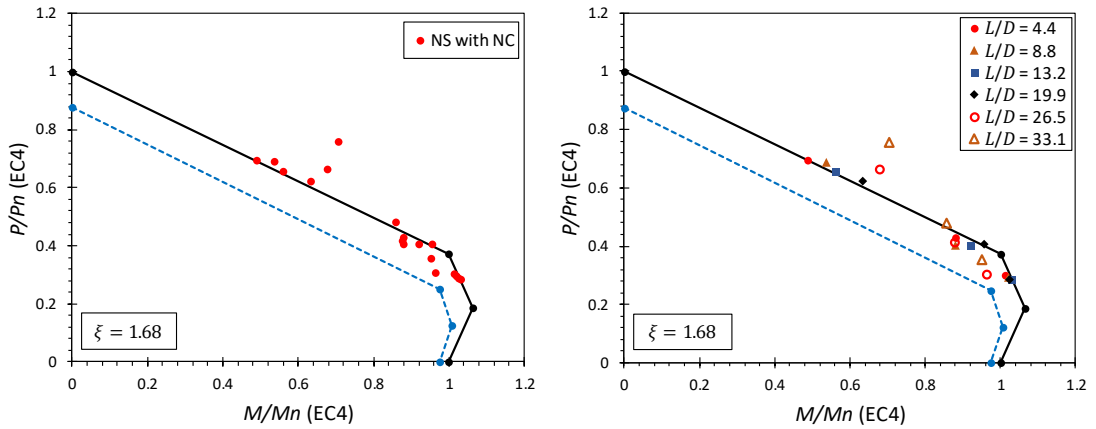 1.2
1
0.8
0.6
0.4
0.2
0
P/Pn (EC4)
NS with NC
ξ = 1.68
0 0.2 0.4 0.6 0.8 1 1.2
M/Mn (EC4)
1.2
1
0.8
0.6
0.4
0.2
0
P/Pn (EC4)
L/D = 4.4
L/D = 8.8
L/D = 13.2
L/D = 19.9
L/D = 26.5
L/D = 33.1
ξ = 1.68
0 0.2 0.4 0.6 0.8 1 1.2
M/Mn (EC4)